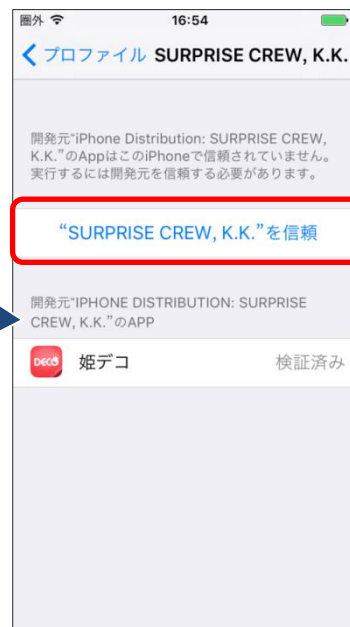 圏外 16:54
プロファイル SURPRISE CREW, K.K.
開発元“iPhone Distribution: SURPRISE CREW,
K.K.”のAppはこのiPhoneで信頼されていません。
実行するには開発元を信頼する必要があります。
“SURPRISE CREW, K.K.”を信頼
開発元“IPHONE DISTRIBUTION: SURPRISE
CREW, K.K.”のAPP
DECO 姫デコ 検証済み